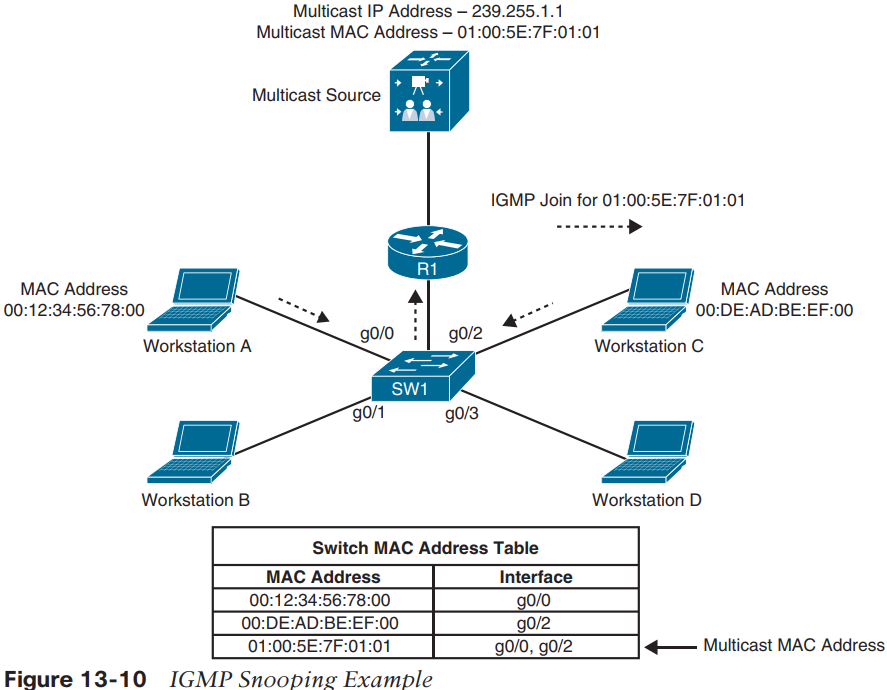 Multicast IP Address – 239.255.1.1
Multicast MAC Address – 01:00:5E:7F:01:01
Multicast Source
IGMP Join for 01:00:5E:7F:01:01
R1
MAC Address
00:12:34:56:78:00
Workstation A
MAC Address
00:DE:AD:BE:EF:00
Workstation C
g0/0
g0/2
SW1
g0/1
g0/3
Workstation B
Workstation D
Switch MAC Address Table
MAC Address Interface
00:12:34:56:78:00 g0/0
00:DE:AD:BE:EF:00 g0/2
01:00:5E:7F:01:01 g0/0, g0/2
Multicast MAC Address
Figure 13-10 IGMP Snooping Example